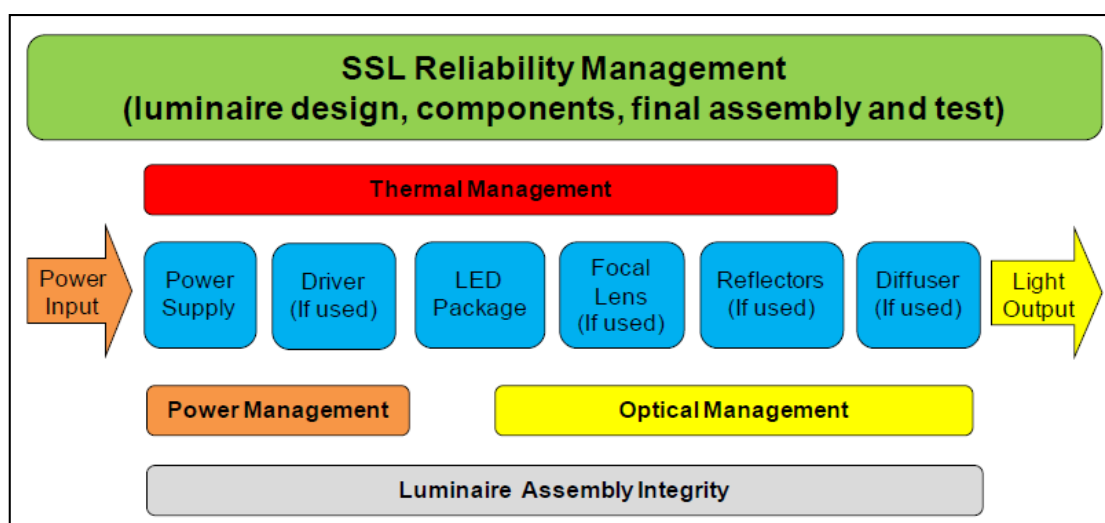 SSL Reliability Management
(luminaire design, components, final assembly and test)
Thermal Management
Power
Input
Power
Supply
Driver
(If used)
LED
Package
Focal
Lens
(If used)
Reflectors
(If used)
Diffuser
(If used)
Light
Output
Power Management
Optical Management
Luminaire Assembly Integrity